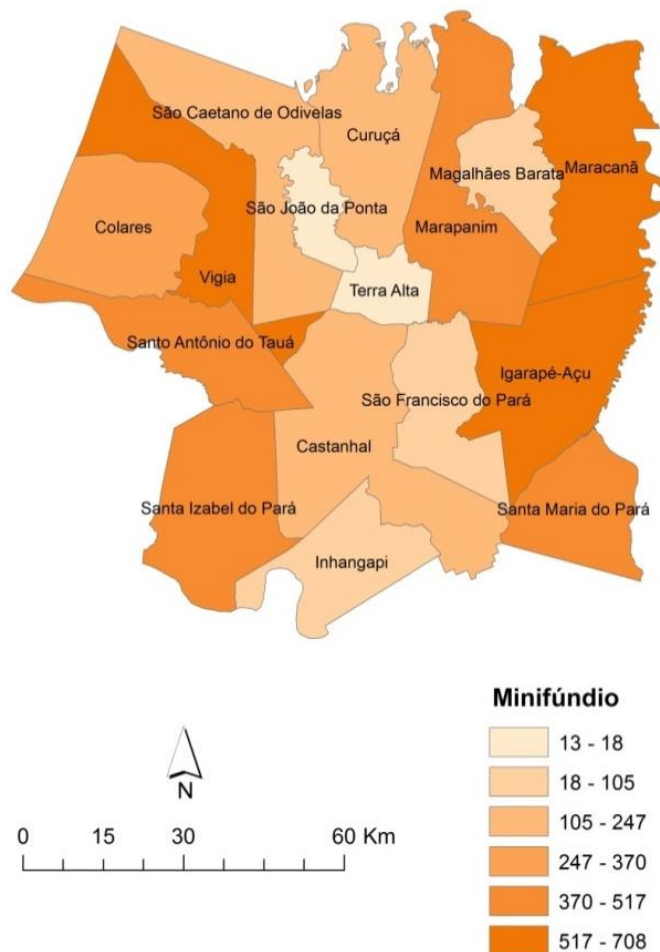 São Caetano de Odivelas
Curuçá
Magalhães Barata
Maracanã
São João da Ponta
Colares
Marapanim
Vigia
Terra Alta
Santo Antônio do Tauá
Igarapé-Açu
São Francisco do Pará
Castanhal
Santa Izabel do Pará
Santa Maria do Pará
Inhangapi
Minifúndio
13 - 18
18 - 105
105 - 247
247 - 370
370 - 517
517 - 708
N
0 15 30 60 Km